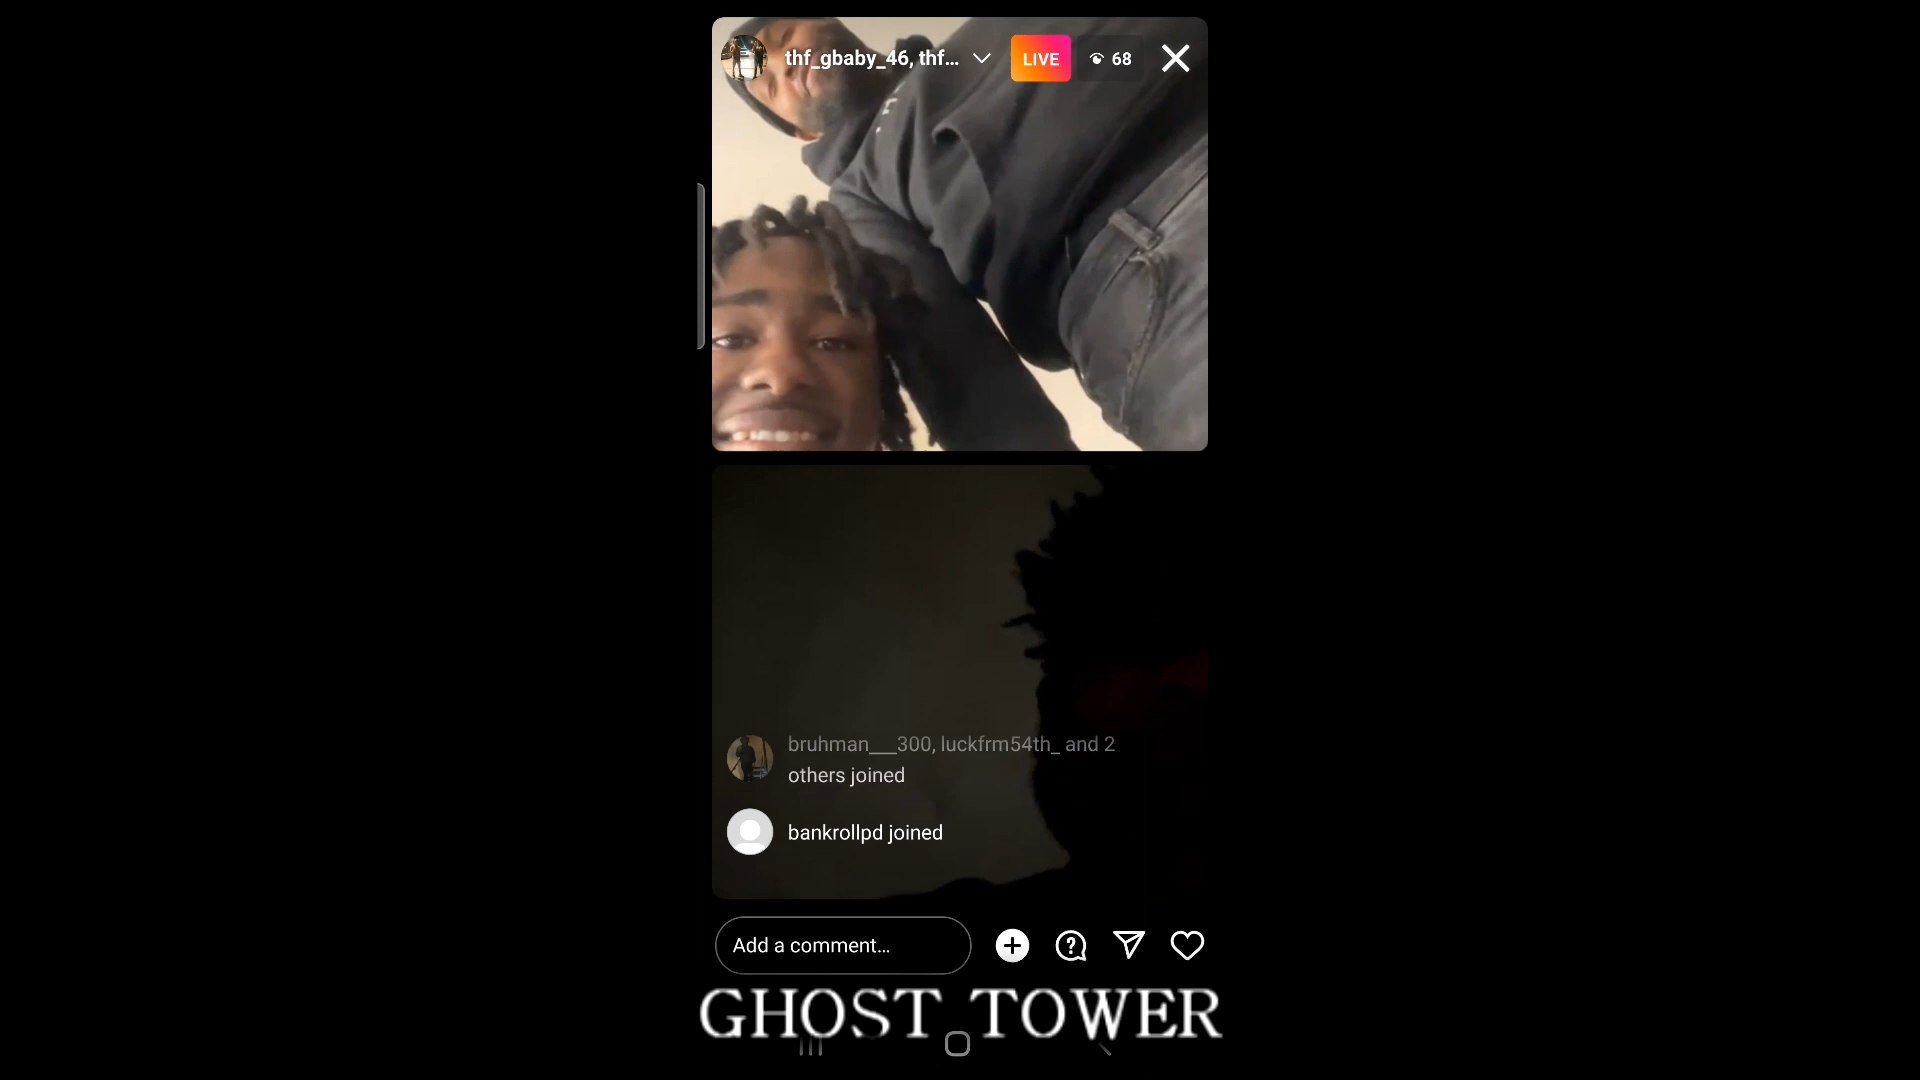 thf_gbaby_46, thf...
LIVE
68
bruhman___300, luckfrm54th_ and 2
others joined
bankrollpd joined
Add a comment...
GHOST TOWER